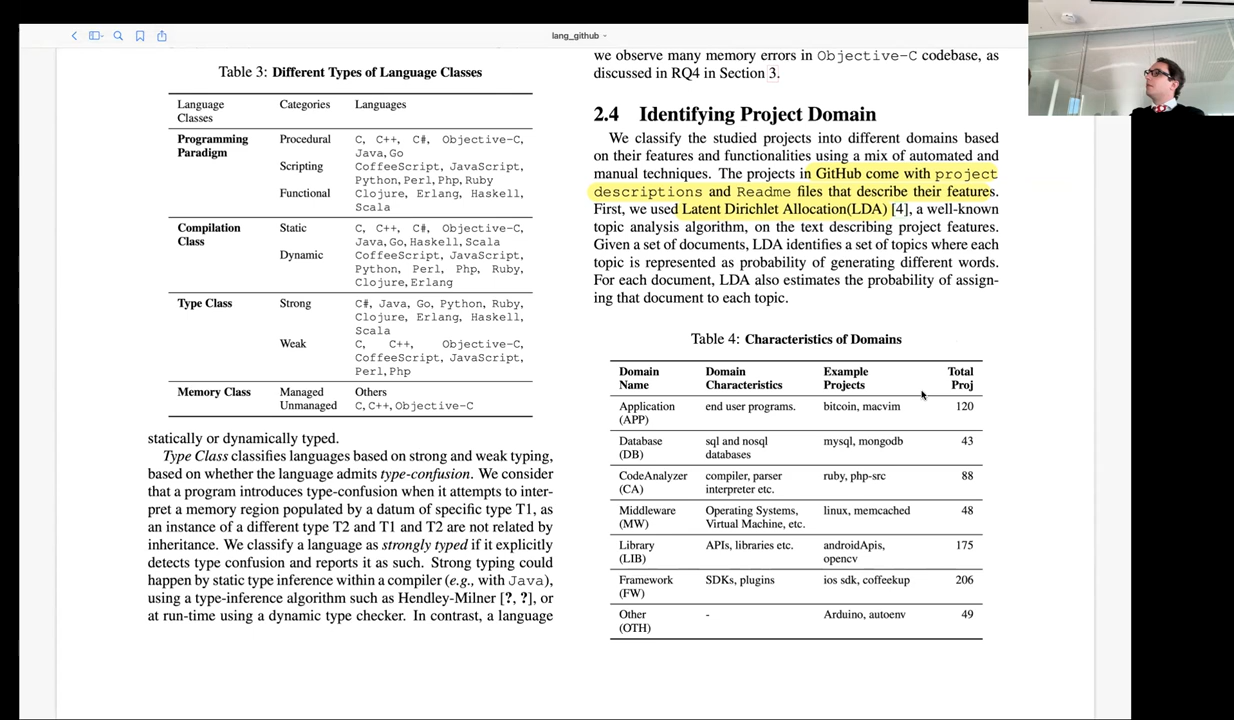 lang_github
Table 3: Different Types of Language Classes
Language Categories Languages
Classes
Programming Procedural C, C++, C#, Objective-C,
Paradigm Java, Go
Scripting CoffeeScript, JavaScript,
Python, Perl, Php, Ruby
Functional Clojure, Erlang, Haskell,
Scala
Compilation Static C, C++, C#, Objective-C,
Class Java, Go, Haskell, Scala
Dynamic CoffeeScript, JavaScript,
Python, Perl, Php, Ruby,
Clojure, Erlang
Type Class Strong C#, Java, Go, Python, Ruby,
Clojure, Erlang, Haskell,
Scala
Weak C, C++, Objective-C,
CoffeeScript, JavaScript,
Perl, Php
Memory Class Managed Others
Unmanaged C, C++, Objective-C
statically or dynamically typed.
Type Class classifies languages based on strong and weak typing,
based on whether the language admits type-confusion. We consider
that a program introduces type-confusion when it attempts to inter-
pret a memory region populated by a datum of specific type T1, as
an instance of a different type T2 and T1 and T2 are not related by
inheritance. We classify a language as strongly typed if it explicitly
detects type confusion and reports it as such. Strong typing could
happen by static type inference within a compiler (e.g., with Java),
using a type-inference algorithm such as Hendley-Milner [?, ?], or
at run-time using a dynamic type checker. In contrast, a language
we observe many memory errors in Objective-C codebase, as
discussed in RQ4 in Section 3.
2.4 Identifying Project Domain
We classify the studied projects into different domains based
on their features and functionalities using a mix of automated and
manual techniques. The projects in GitHub come with project
descriptions and Readme files that describe their features.
First, we used Latent Dirichlet Allocation(LDA) [4], a well-known
topic analysis algorithm, on the text describing project features.
Given a set of documents, LDA identifies a set of topics where each
topic is represented as probability of generating different words.
For each document, LDA also estimates the probability of assign-
ing that document to each topic.
Table 4: Characteristics of Domains
Domain Domain Example Total
Name Characteristics Projects Proj
Application end user programs. bitcoin, macvim 120
(APP)
Database sql and nosql mysql, mongodb 43
(DB) databases
CodeAnalyzer compiler, parser ruby, php-src 88
(CA) interpreter etc.
Middleware Operating Systems, linux, memcached 48
(MW) Virtual Machine, etc.
Library APIs, libraries etc. androidApis, 175
(LIB) opencv
Framework SDKs, plugins ios sdk, coffeekup 206
(FW)
Other - Arduino, autoenv 49
(OTH)